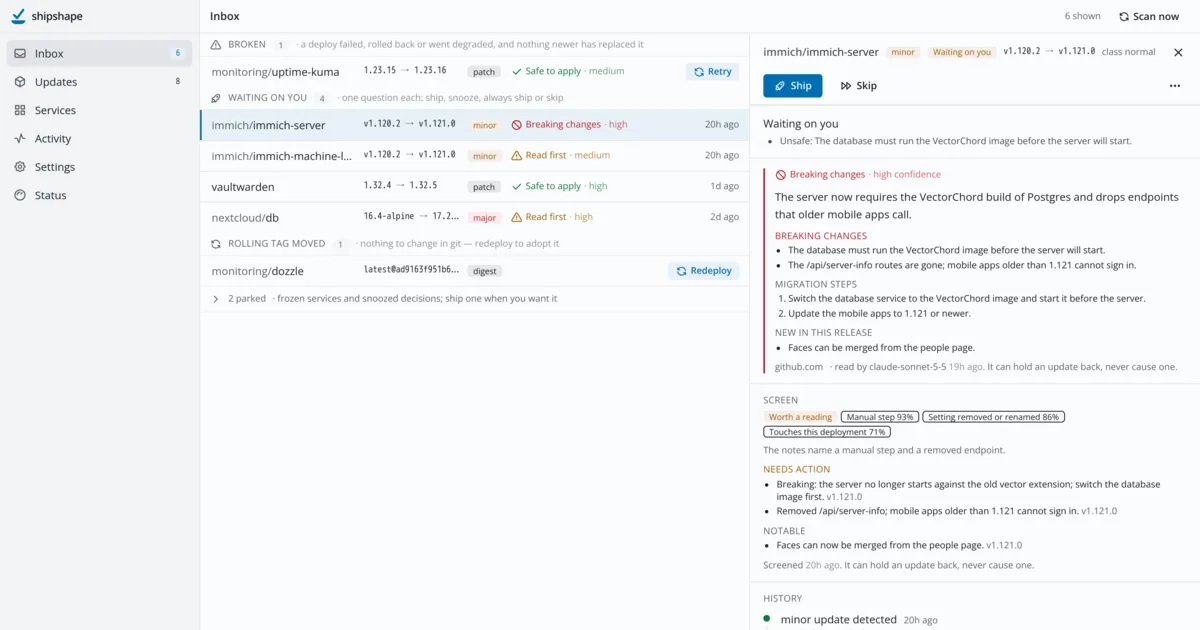 shipshape
Inbox 6
Updates 8
Services
Activity
Settings
Status
Inbox
6 shown
Scan now
BROKEN 1 · a deploy failed, rolled back or went degraded, and nothing newer has replaced it
monitoring/uptime-kuma 1.23.15 → 1.23.16 patch Safe to apply · medium Retry
WAITING ON YOU 4 · one question each: ship, snooze, always ship or skip
immich/immich-server v1.120.2 → v1.121.0 minor Breaking changes · high 20h ago
immich/immich-machine-l... v1.120.2 → v1.121.0 minor Read first · medium 20h ago
vaultwarden 1.32.4 → 1.32.5 patch Safe to apply · high 1d ago
nextcloud/db 16.4-alpine → 17.2... major Read first · high 2d ago
ROLLING TAG MOVED 1 · nothing to change in git — redeploy to adopt it
monitoring/dozzle latest@ad9163f951b6... digest Redeploy
2 parked · frozen services and snoozed decisions; ship one when you want it
immich/immich-server minor Waiting on you v1.120.2 → v1.121.0 class normal
Ship
Skip
Waiting on you
• Unsafe: The database must run the VectorChord image before the server will start.
Breaking changes · high confidence
The server now requires the VectorChord build of Postgres and drops endpoints
that older mobile apps call.
BREAKING CHANGES
• The database must run the VectorChord image before the server will start.
• The /api/server-info routes are gone; mobile apps older than 1.121 cannot sign in.
MIGRATION STEPS
1. Switch the database service to the VectorChord image and start it before the server.
2. Update the mobile apps to 1.121 or newer.
NEW IN THIS RELEASE
• Faces can be merged from the people page.
github.com · read by claude-sonnet-5-5 19h ago. It can hold an update back, never cause one.
SCREEN
Worth a reading Manual step 93% Setting removed or renamed 86%
Touches this deployment 71%
The notes name a manual step and a removed endpoint.
NEEDS ACTION
• Breaking: the server no longer starts against the old vector extension; switch the database
image first. v1.121.0
• Removed /api/server-info; mobile apps older than 1.121 cannot sign in. v1.121.0
NOTABLE
• Faces can now be merged from the people page. v1.121.0
Screened 20h ago. It can hold an update back, never cause one.
HISTORY
minor update detected 20h ago